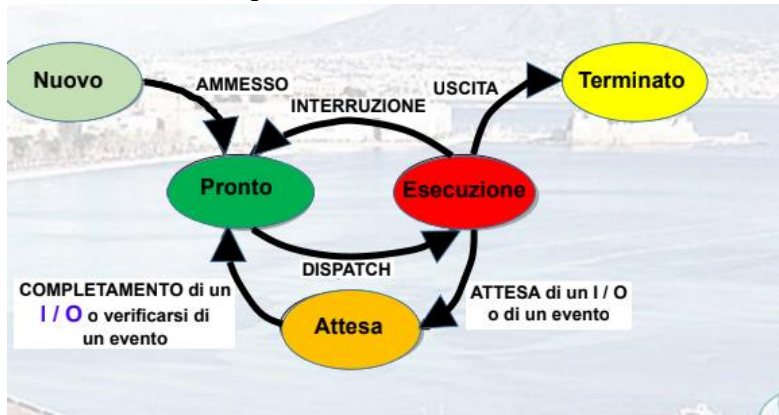 Nuovo
AMMESSO
INTERRUZIONE
USCITA
Terminato
Pronto
Esecuzione
DISPATCH
COMPLETAMENTO di un
I / O o verificarsi di
un evento
Attesa
ATTESA di un I / O
o di un evento